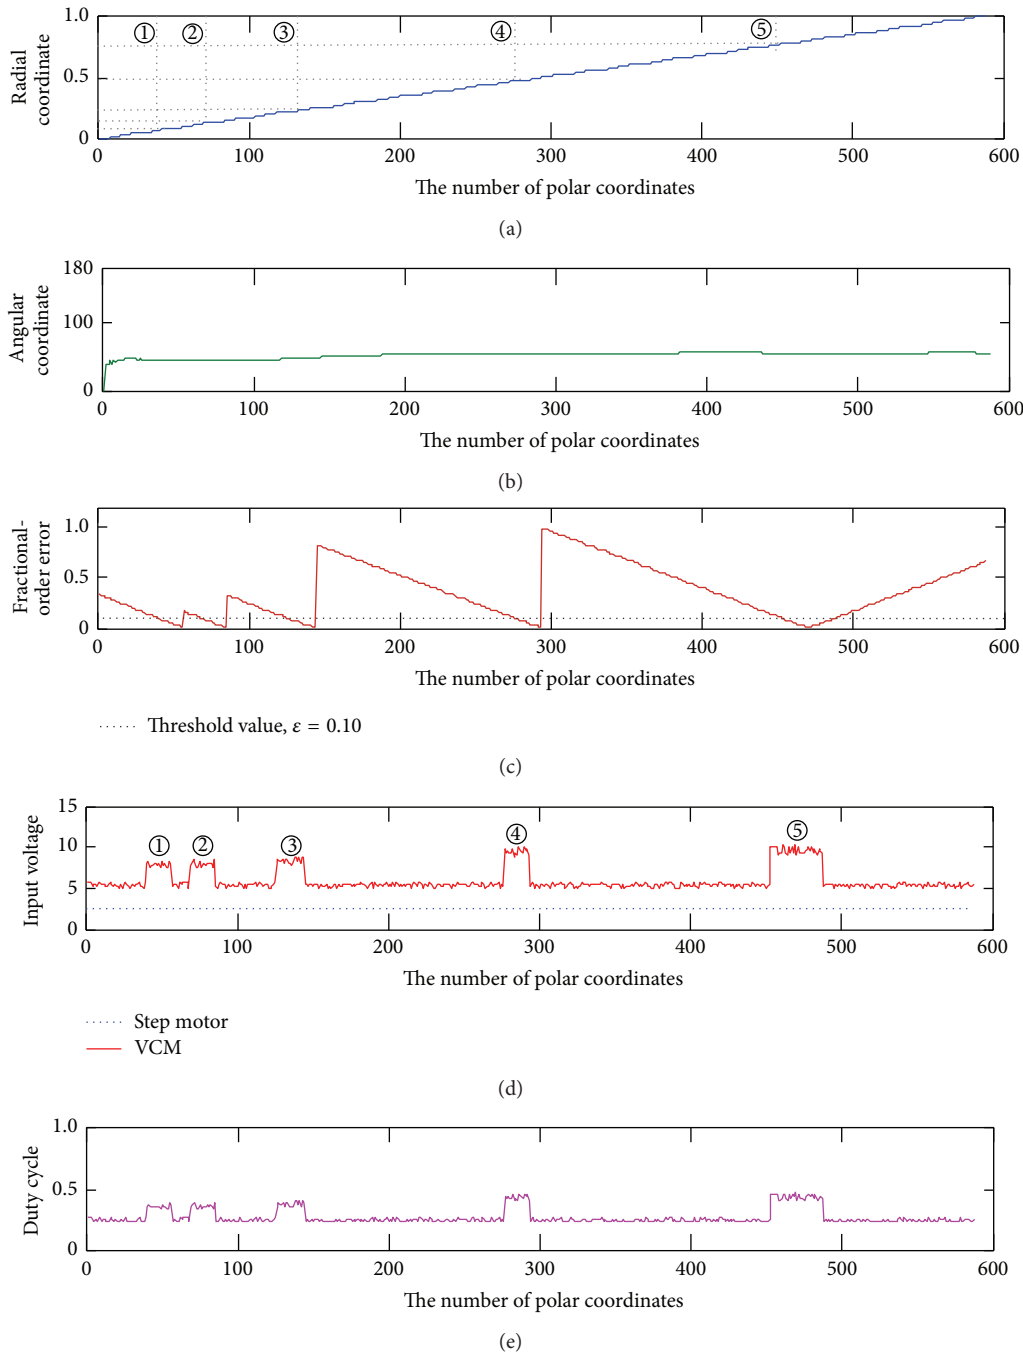 1.0
① ② ③ ④ ⑤
Radial
coordinate
0.5
0
0 100 200 300 400 500 600
The number of polar coordinates
(a)
180
Angular
coordinate
100
0
0 100 200 300 400 500 600
The number of polar coordinates
(b)
Fractional-
order error
1.0
0.5
0
0 100 200 300 400 500 600
The number of polar coordinates
Threshold value, ε = 0.10
(c)
15
Input voltage
① ② ③ ④ ⑤
10
5
0
0 100 200 300 400 500 600
The number of polar coordinates
Step motor
VCM
(d)
1.0
Duty cycle
0.5
0
0 100 200 300 400 500 600
The number of polar coordinates
(e)